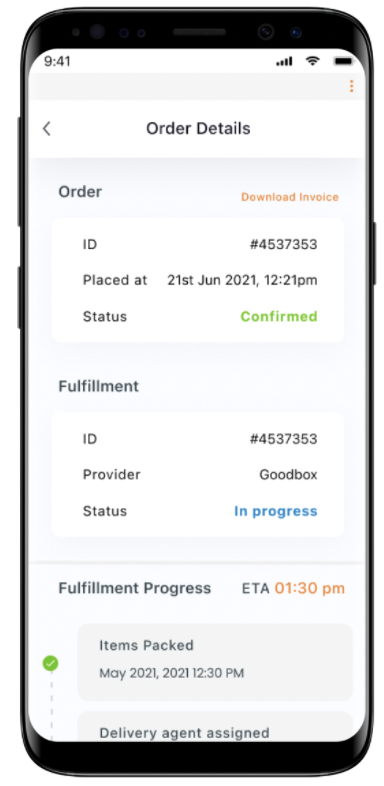 9:41
Order Details
Order
Download Invoice
ID #4537353
Placed at 21st Jun 2021, 12:21pm
Status Confirmed
Fulfillment
ID #4537353
Provider Goodbox
Status In progress
Fulfillment Progress ETA 01:30 pm
Items Packed
May 2021, 2021 12:30 PM
Delivery agent assigned